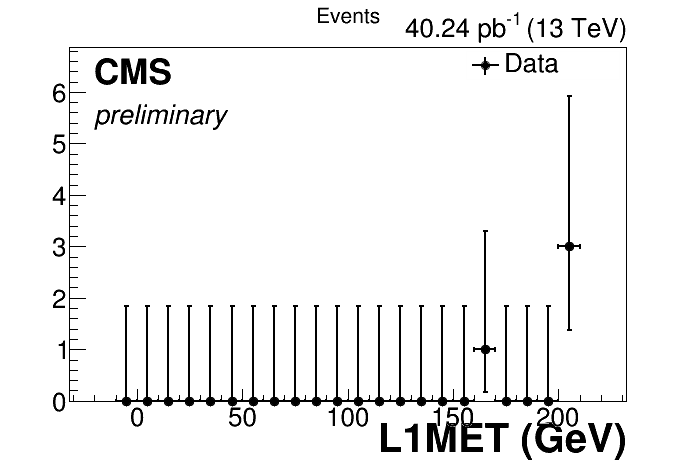 Events
40.24 pb-1 (13 TeV)
CMS
preliminary
Data
6
5
4
3
2
1
0
0 50 100 150 200
L1MET (GeV)